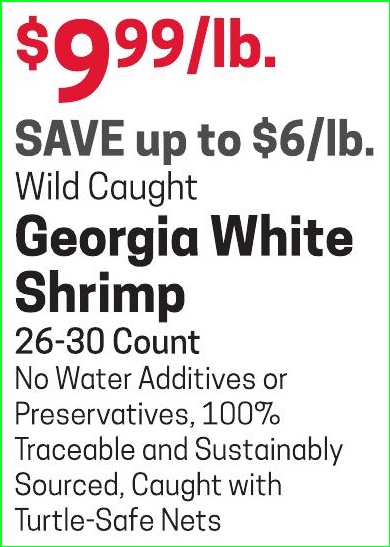 $9.99/lb.
SAVE up to $6/lb.
Wild Caught
Georgia White
Shrimp
26-30 Count
No Water Additives or
Preservatives, 100%
Traceable and Sustainably
Sourced, Caught with
Turtle-Safe Nets